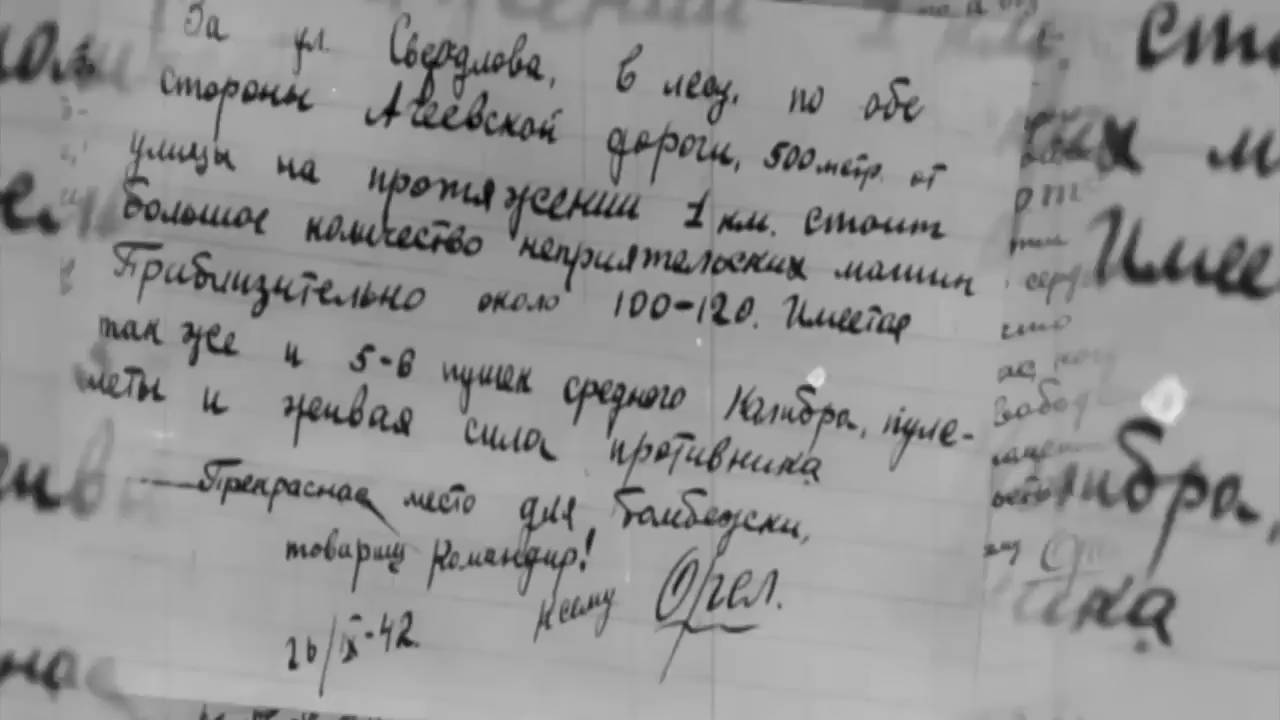 За ул. Свердлова, в лесу, по обе
стороны Агеевской дороги, 500 метр. от
улицы на протяжении 1 км. стоит
большое количество неприятельских машин
Приблизительно около 100-120. Имеется
так же и 5-6 пушек среднего калибра, пуле-
меты и живая сила противника
Прекрасное место для бомбежки,
товарищ командир!
к сему Орел.
26/IX-42.